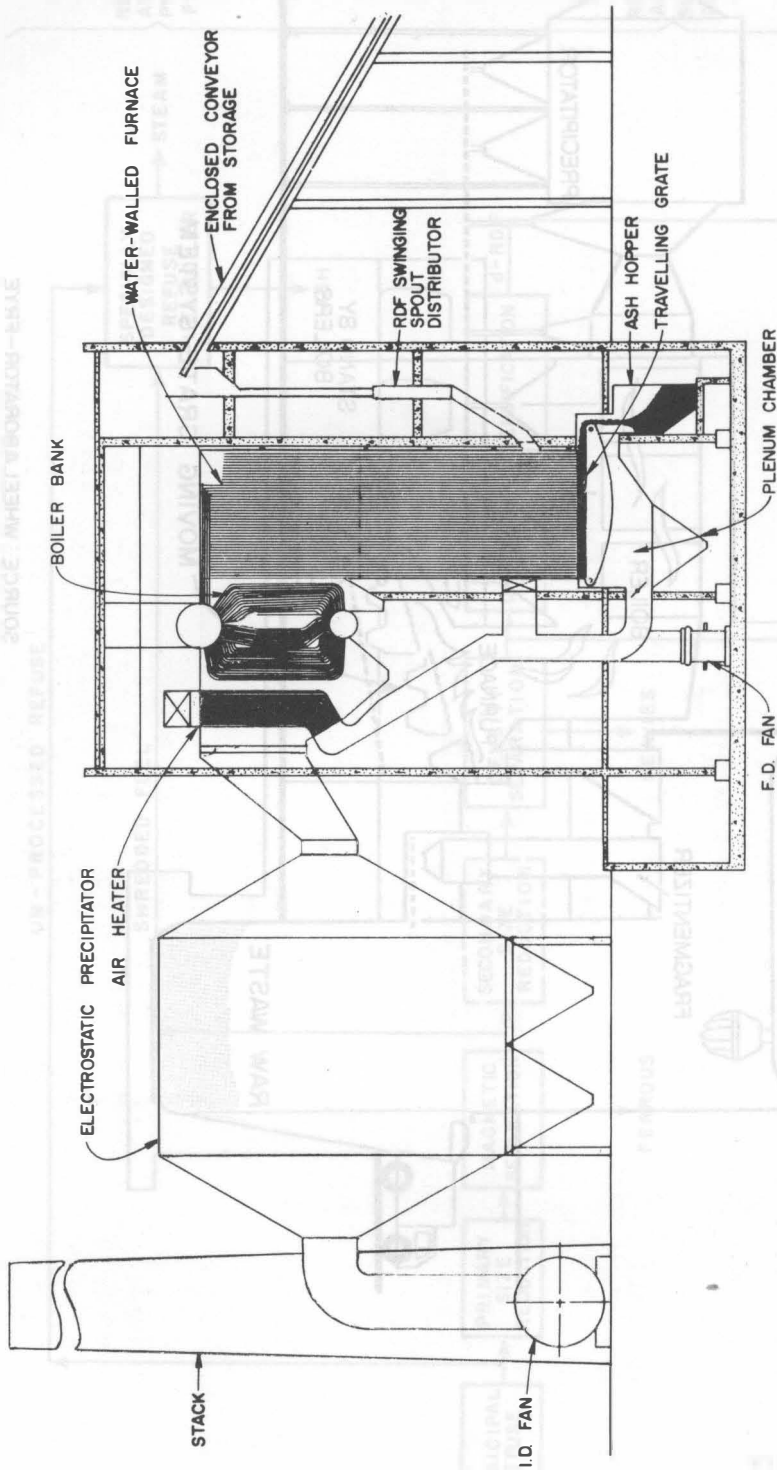 STACK
ELECTROSTATIC PRECIPITATOR
AIR HEATER
BOILER BANK
WATER-WALLED FURNACE
ENCLOSED CONVEYOR
FROM STORAGE
RDF SWINGING
SPOUT
DISTRIBUTOR
ASH HOPPER
TRAVELLING GRATE
PLENUM CHAMBER
F.D. FAN
I.D. FAN